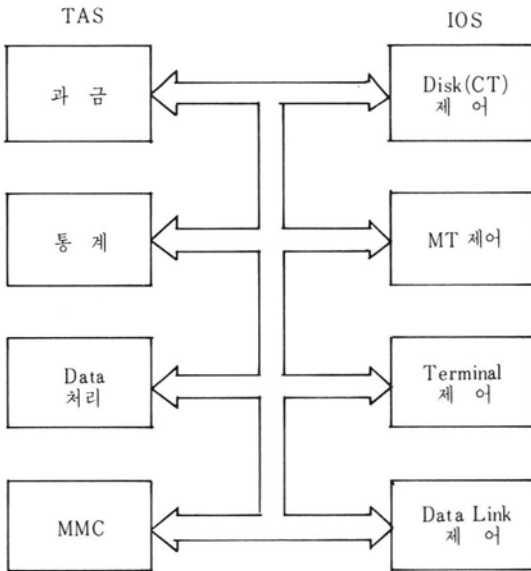 TAS
IOS
과 금
Disk(CT)
제 어
통 계
MT 제어
Data
처리
Terminal
제 어
MMC
Data Link
제 어